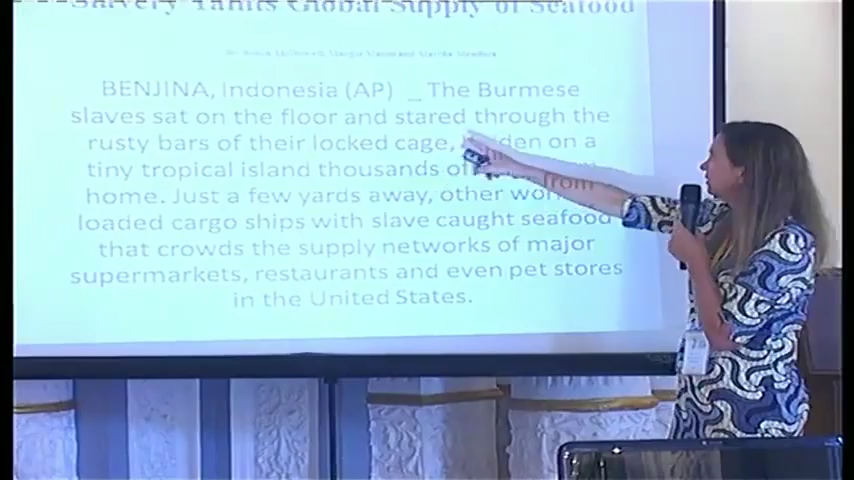 Slavery Taints Global Supply of Seafood
BENJINA, Indonesia (AP) _ The Burmese
slaves sat on the floor and stared through the
rusty bars of their locked cage, on a
tiny tropical island thousands of from
home. Just a few yards away, other
loaded cargo ships with slave caught seafood
that crowds the supply networks of major
supermarkets, restaurants and even pet stores
in the United States.